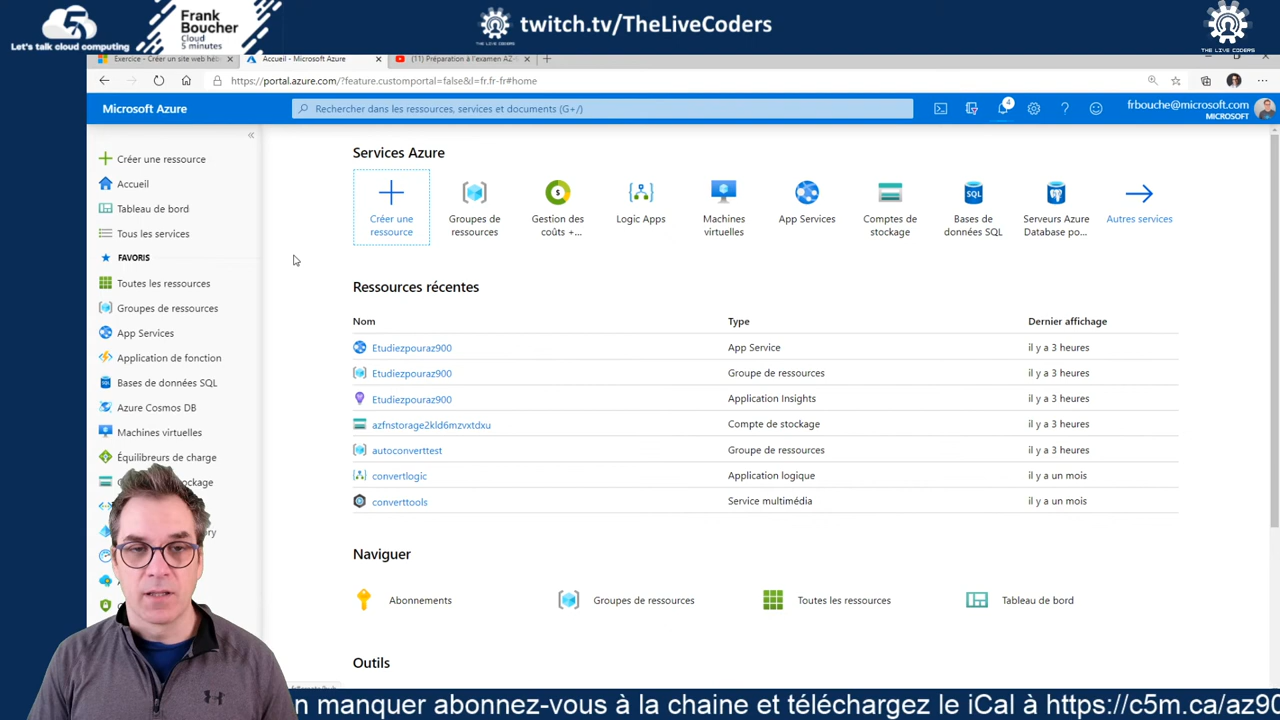 Let's talk cloud computing
5
Frank
Boucher
Cloud
5 minutes
twitch.tv/TheLiveCoders
THE LIVE CODERS
Exercice - Créer un site web héb
Accueil - Microsoft Azure
(11) Préparation à l'examen AZ-
https://portal.azure.com/?feature.customportal=false&l=fr.fr-fr#home
Microsoft Azure
Rechercher dans les ressources, services et documents (G+/)
4
frbouche@microsoft.com
MICROSOFT
Créer une ressource
Accueil
Tableau de bord
Tous les services
FAVORIS
Toutes les ressources
Groupes de ressources
App Services
Application de fonction
Bases de données SQL
Azure Cosmos DB
Machines virtuelles
Équilibreurs de charge
stockage
Services Azure
Créer une
ressource
Groupes de
ressources
Gestion des
coûts +...
Logic Apps
Machines
virtuelles
App Services
Comptes de
stockage
SQL
Bases de
données SQL
Serveurs Azure
Database po...
Autres services
Ressources récentes
Nom Type Dernier affichage
Etudiezpouraz900 App Service il y a 3 heures
Etudiezpouraz900 Groupe de ressources il y a 3 heures
Etudiezpouraz900 Application Insights il y a 3 heures
azfnstorage2kld6mzvxtdxu Compte de stockage il y a 3 heures
autoconverttest Groupe de ressources il y a 3 heures
convertlogic Application logique il y a un mois
converttools Service multimédia il y a un mois
Naviguer
Abonnements Groupes de ressources Toutes les ressources Tableau de bord
Outils
n manquer abonnez-vous à la chaine et téléchargez le iCal à https://c5m.ca/az90